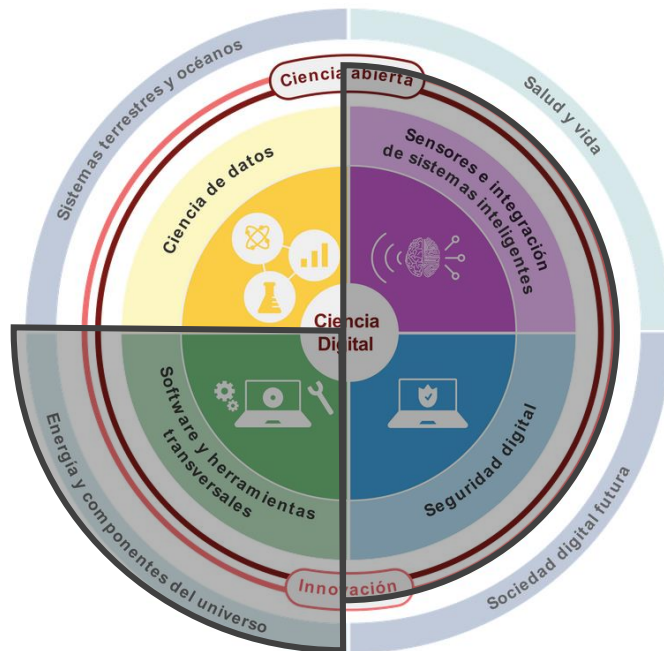 Ciencia abierta
Sistemas terrestres y océanos
Salud y vida
Ciencia de datos
Sensores e integración
de sistemas inteligentes
Ciencia
Digital
Software y herramientas
transversales
Seguridad digital
Energía y componentes del universo
Innovación
Sociedad digital futura